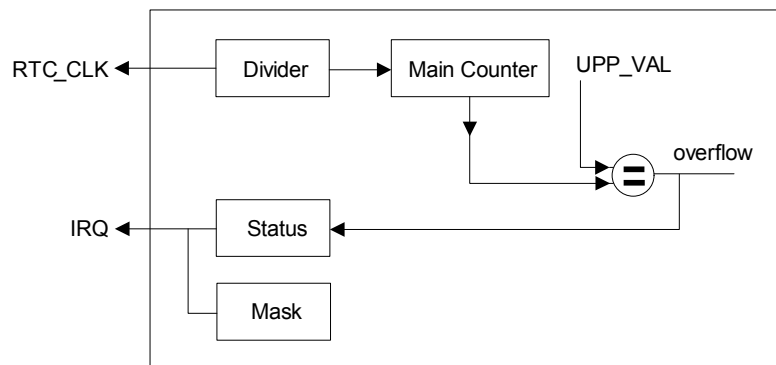 RTC_CLK
Divider
Main Counter
UPP_VAL
=
overflow
IRQ
Status
Mask